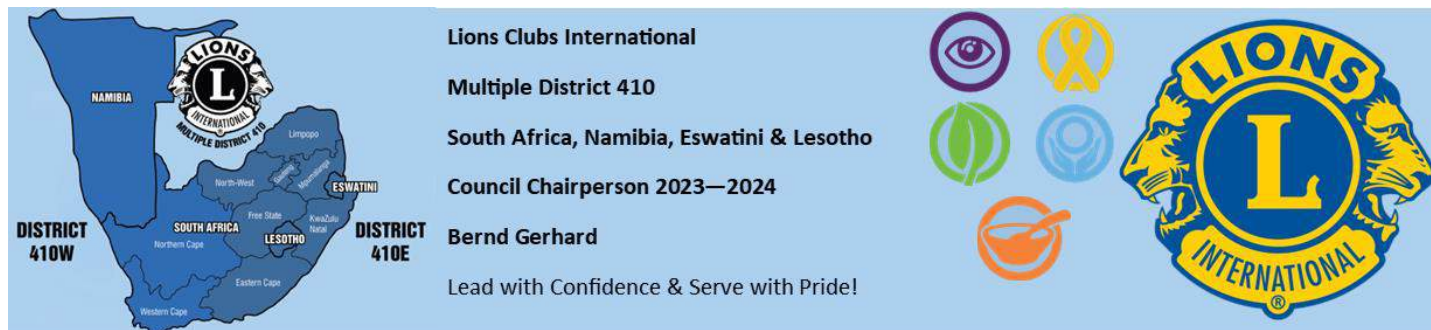 LIONS
L
INTERNATIONAL
®
MULTIPLE DISTRICT 410
NAMIBIA
Limpopo
North-West
Gauteng
Mpumalanga
ESWATINI
Free State
KwaZulu
Natal
SOUTH AFRICA
LESOTHO
Northern Cape
DISTRICT
410W
DISTRICT
410E
Eastern Cape
Western Cape
Lions Clubs International
Multiple District 410
South Africa, Namibia, Eswatini & Lesotho
Council Chairperson 2023—2024
Bernd Gerhard
Lead with Confidence & Serve with Pride!
LIONS
L
INTERNATIONAL
®